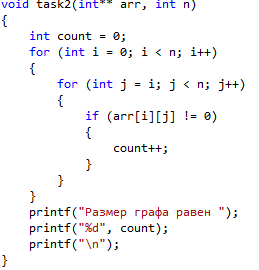 void task2(int** arr, int n)
{
    int count = 0;
    for (int i = 0; i < n; i++)
    {
        for (int j = i; j < n; j++)
        {
            if (arr[i][j] != 0)
            {
                count++;
            }
        }
    }
    printf("Размер графа равен ");
    printf("%d", count);
    printf("\n");
}